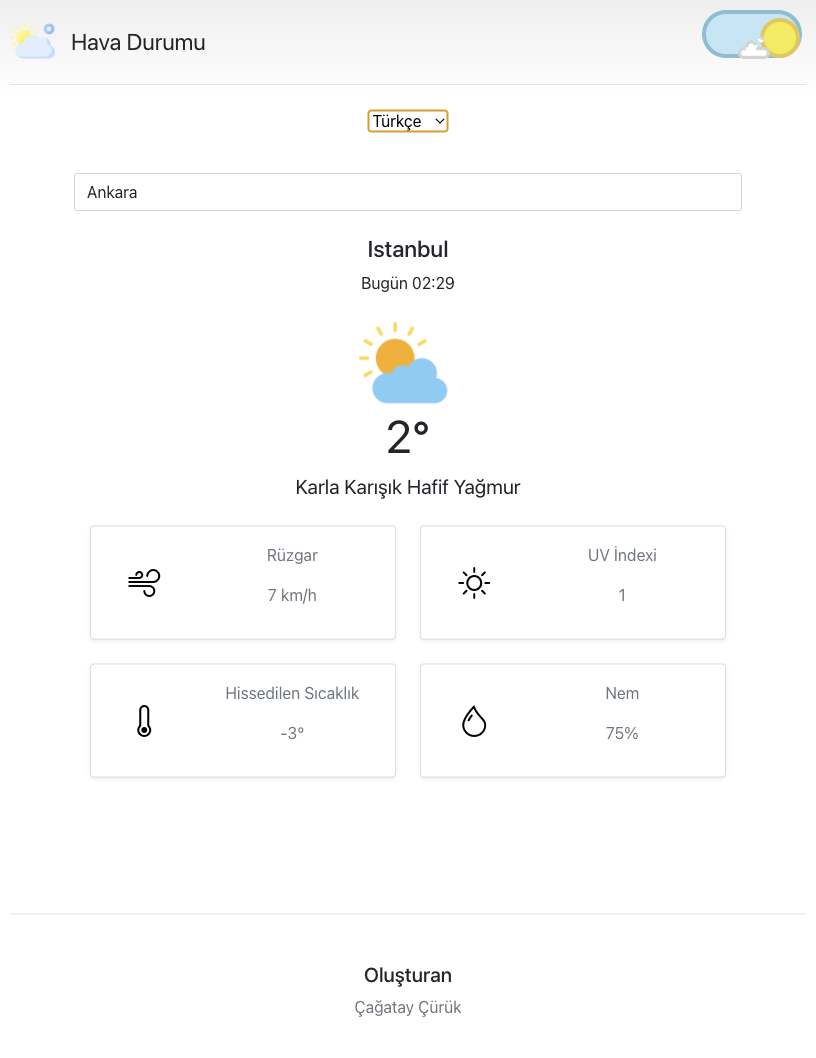 Hava Durumu
Türkçe
Ankara
Istanbul
Bugün 02:29
2°
Karla Karışık Hafif Yağmur
Rüzgar
7 km/h
UV İndexi
1
Hissedilen Sıcaklık
-3°
Nem
75%
Oluşturan
Çağatay Çürük